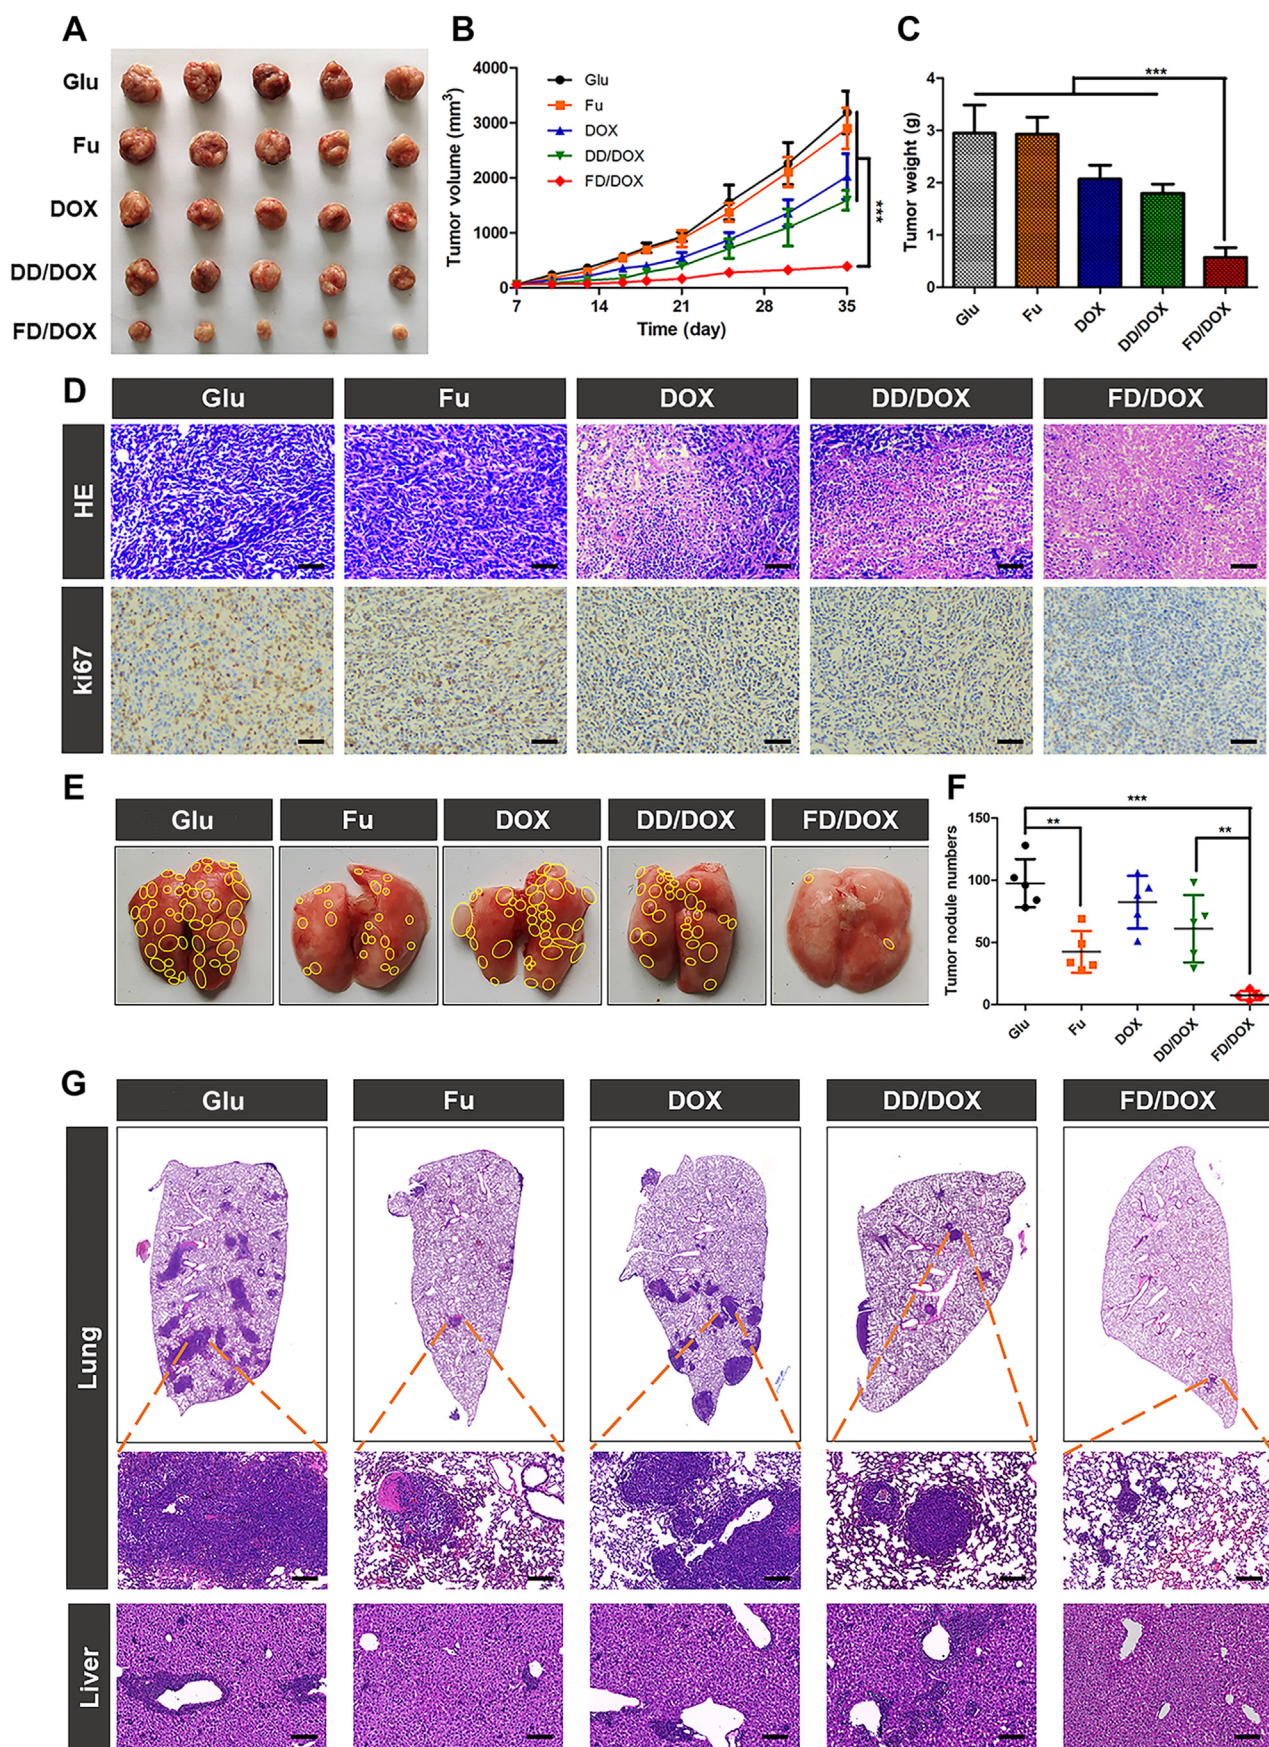 A
Glu
Fu
DOX
DD/DOX
FD/DOX
B
Tumor volume (mm³)
4000
3000
2000
1000
0
7
14
21
28
35
Time (day)
Glu
Fu
DOX
DD/DOX
FD/DOX
***
C
Tumor weight (g)
4
3
2
1
0
***
Glu
Fu
DOX
DD/DOX
FD/DOX
D
Glu
Fu
DOX
DD/DOX
FD/DOX
HE
ki67
E
Glu
Fu
DOX
DD/DOX
FD/DOX
F
Tumor nodule numbers
150
100
50
0
***
**
**
Glu
Fu
DOX
DD/DOX
FD/DOX
G
Glu
Fu
DOX
DD/DOX
FD/DOX
Lung
Liver